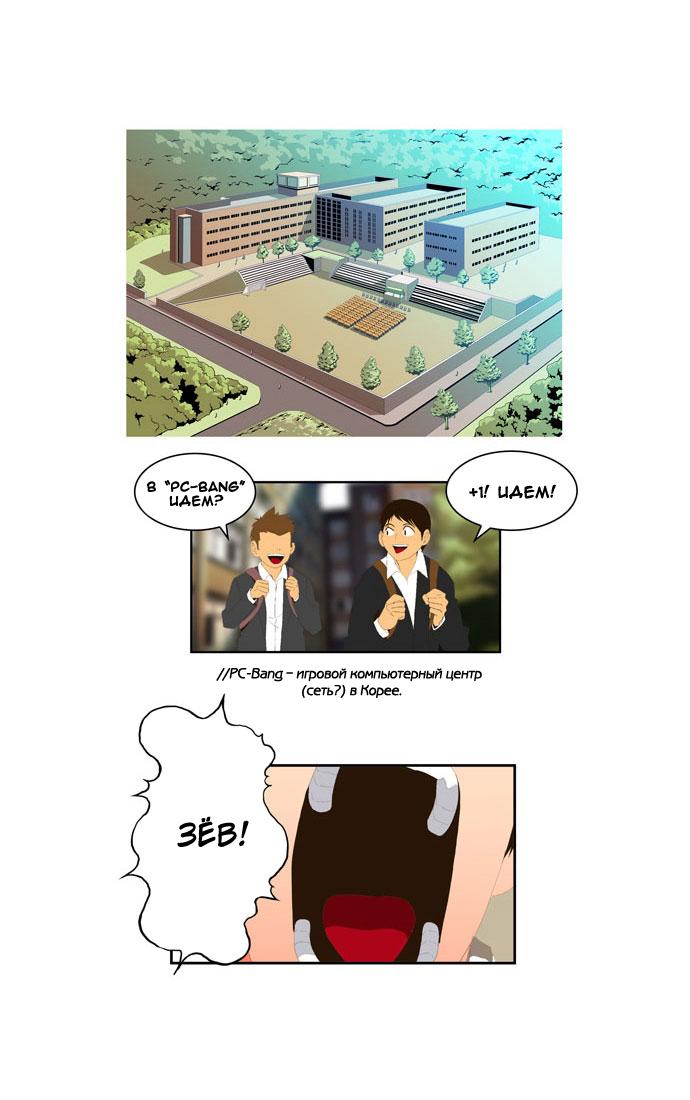 В "PC-BANG"
ИДЕМ?
+1! ИДЕМ!
//PC-Bang – игровой компьютерный центр
(сеть?) в Корее.
ЗЁВ!